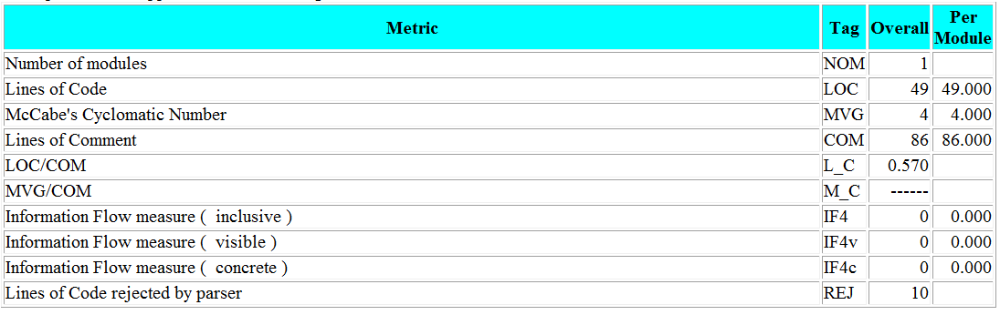 Metric Tag Overall Per Module
Number of modules NOM 1
Lines of Code LOC 49 49.000
McCabe's Cyclomatic Number MVG 4 4.000
Lines of Comment COM 86 86.000
LOC/COM L_C 0.570
MVG/COM M_C ------
Information Flow measure ( inclusive ) IF4 0 0.000
Information Flow measure ( visible ) IF4v 0 0.000
Information Flow measure ( concrete ) IF4c 0 0.000
Lines of Code rejected by parser REJ 10